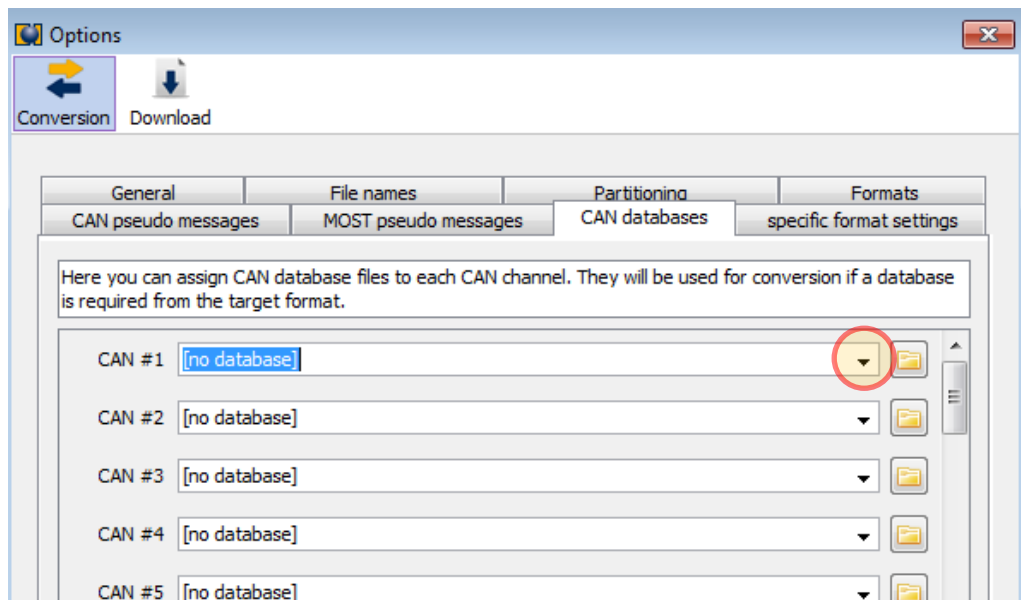 Options
Conversion Download
General File names Partitioning Formats
CAN pseudo messages MOST pseudo messages CAN databases specific format settings
Here you can assign CAN database files to each CAN channel. They will be used for conversion if a database
is required from the target format.
CAN #1 [no database]
CAN #2 [no database]
CAN #3 [no database]
CAN #4 [no database]
CAN #5 [no database]